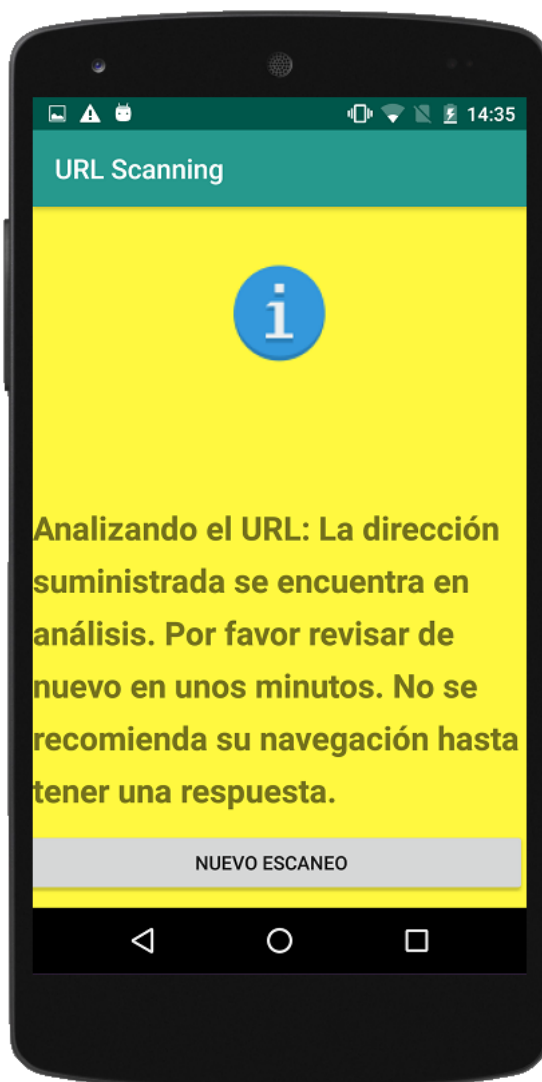 14:35
URL Scanning
Analizando el URL: La dirección
suministrada se encuentra en
análisis. Por favor revisar de
nuevo en unos minutos. No se
recomienda su navegación hasta
tener una respuesta.
NUEVO ESCANEO